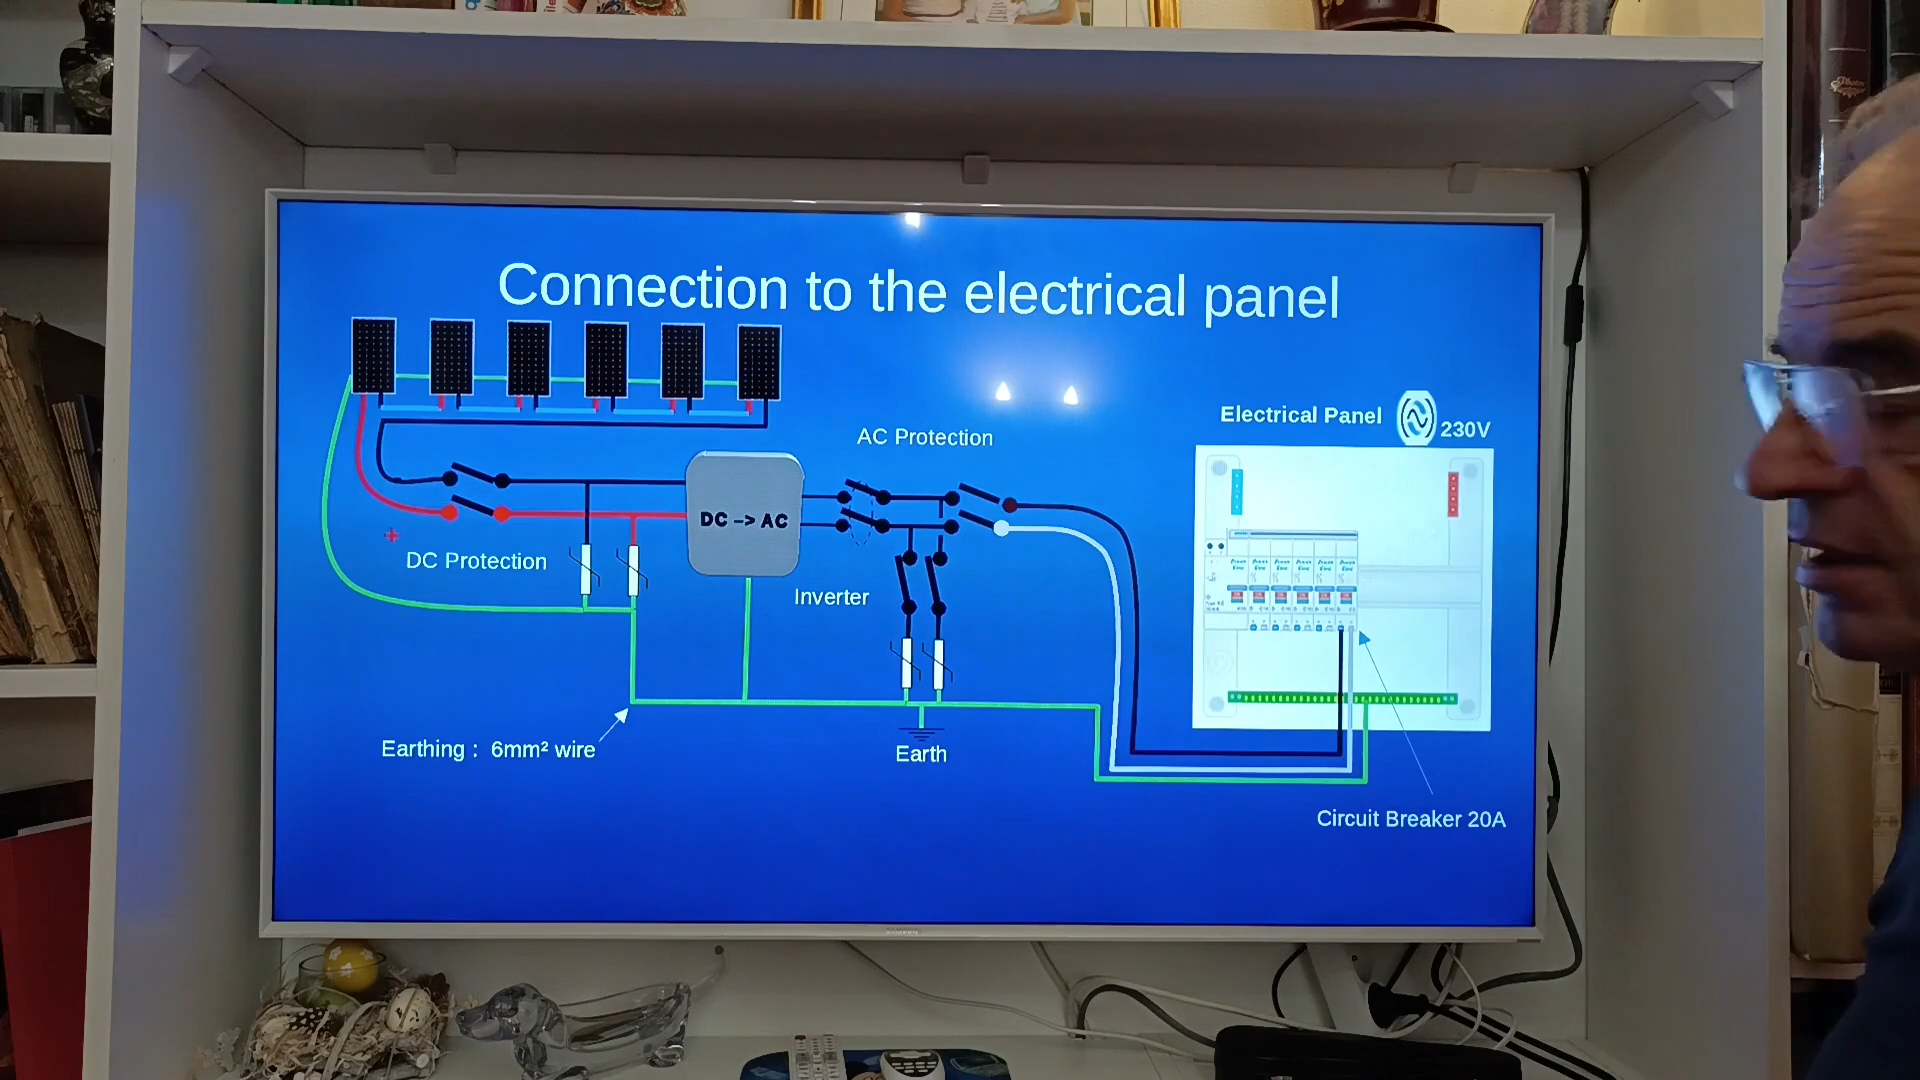 Connection to the electrical panel
AC Protection
Electrical Panel
230V
DC -> AC
+
DC Protection
Inverter
Earthing : 6mm² wire
Earth
Circuit Breaker 20A